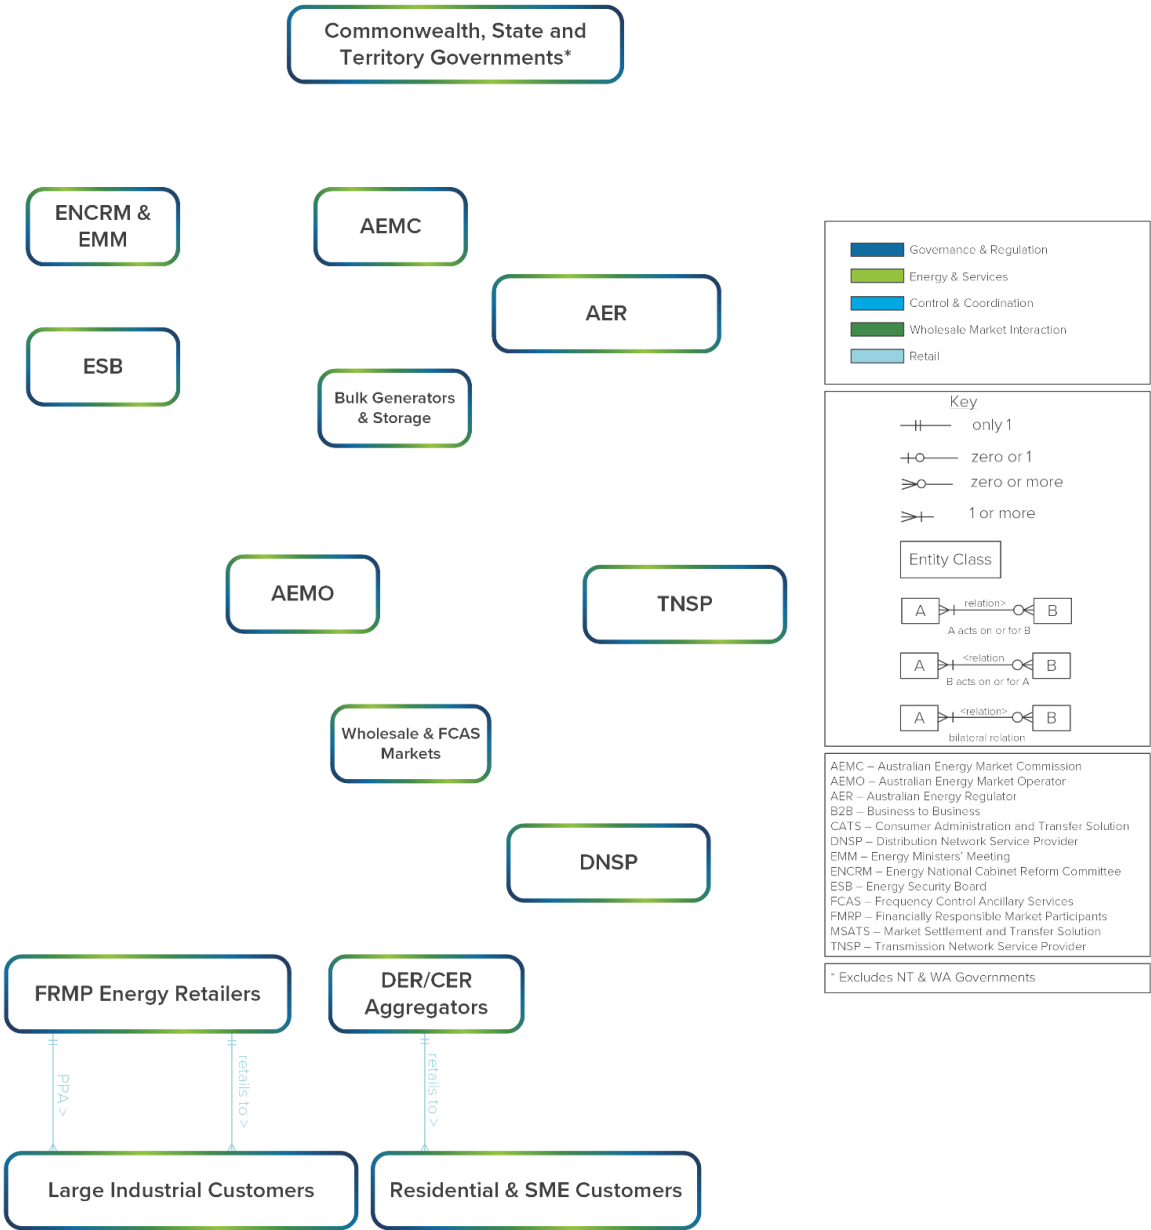 Commonwealth, State and
Territory Governments*
ENCRM &
EMM
AEMC
AER
ESB
Bulk Generators
& Storage
AEMO
TNSP
Wholesale & FCAS
Markets
DNSP
FRMP Energy Retailers
DER/CER
Aggregators
PPA >
retails to >
retails to >
Large Industrial Customers
Residential & SME Customers
Governance & Regulation
Energy & Services
Control & Coordination
Wholesale Market Interaction
Retail
Key
only 1
zero or 1
zero or more
1 or more
Entity Class
A
relation>
B
A acts on or for B
A
<relation
B
B acts on or for A
A
<relation>
B
bilateral relation
AEMC – Australian Energy Market Commission
AEMO – Australian Energy Market Operator
AER – Australian Energy Regulator
B2B – Business to Business
CATS – Consumer Administration and Transfer Solution
DNSP – Distribution Network Service Provider
EMM – Energy Ministers' Meeting
ENCRM – Energy National Cabinet Reform Committee
ESB – Energy Security Board
FCAS – Frequency Control Ancillary Services
FMRP – Financially Responsible Market Participants
MSATS – Market Settlement and Transfer Solution
TNSP – Transmission Network Service Provider
* Excludes NT & WA Governments